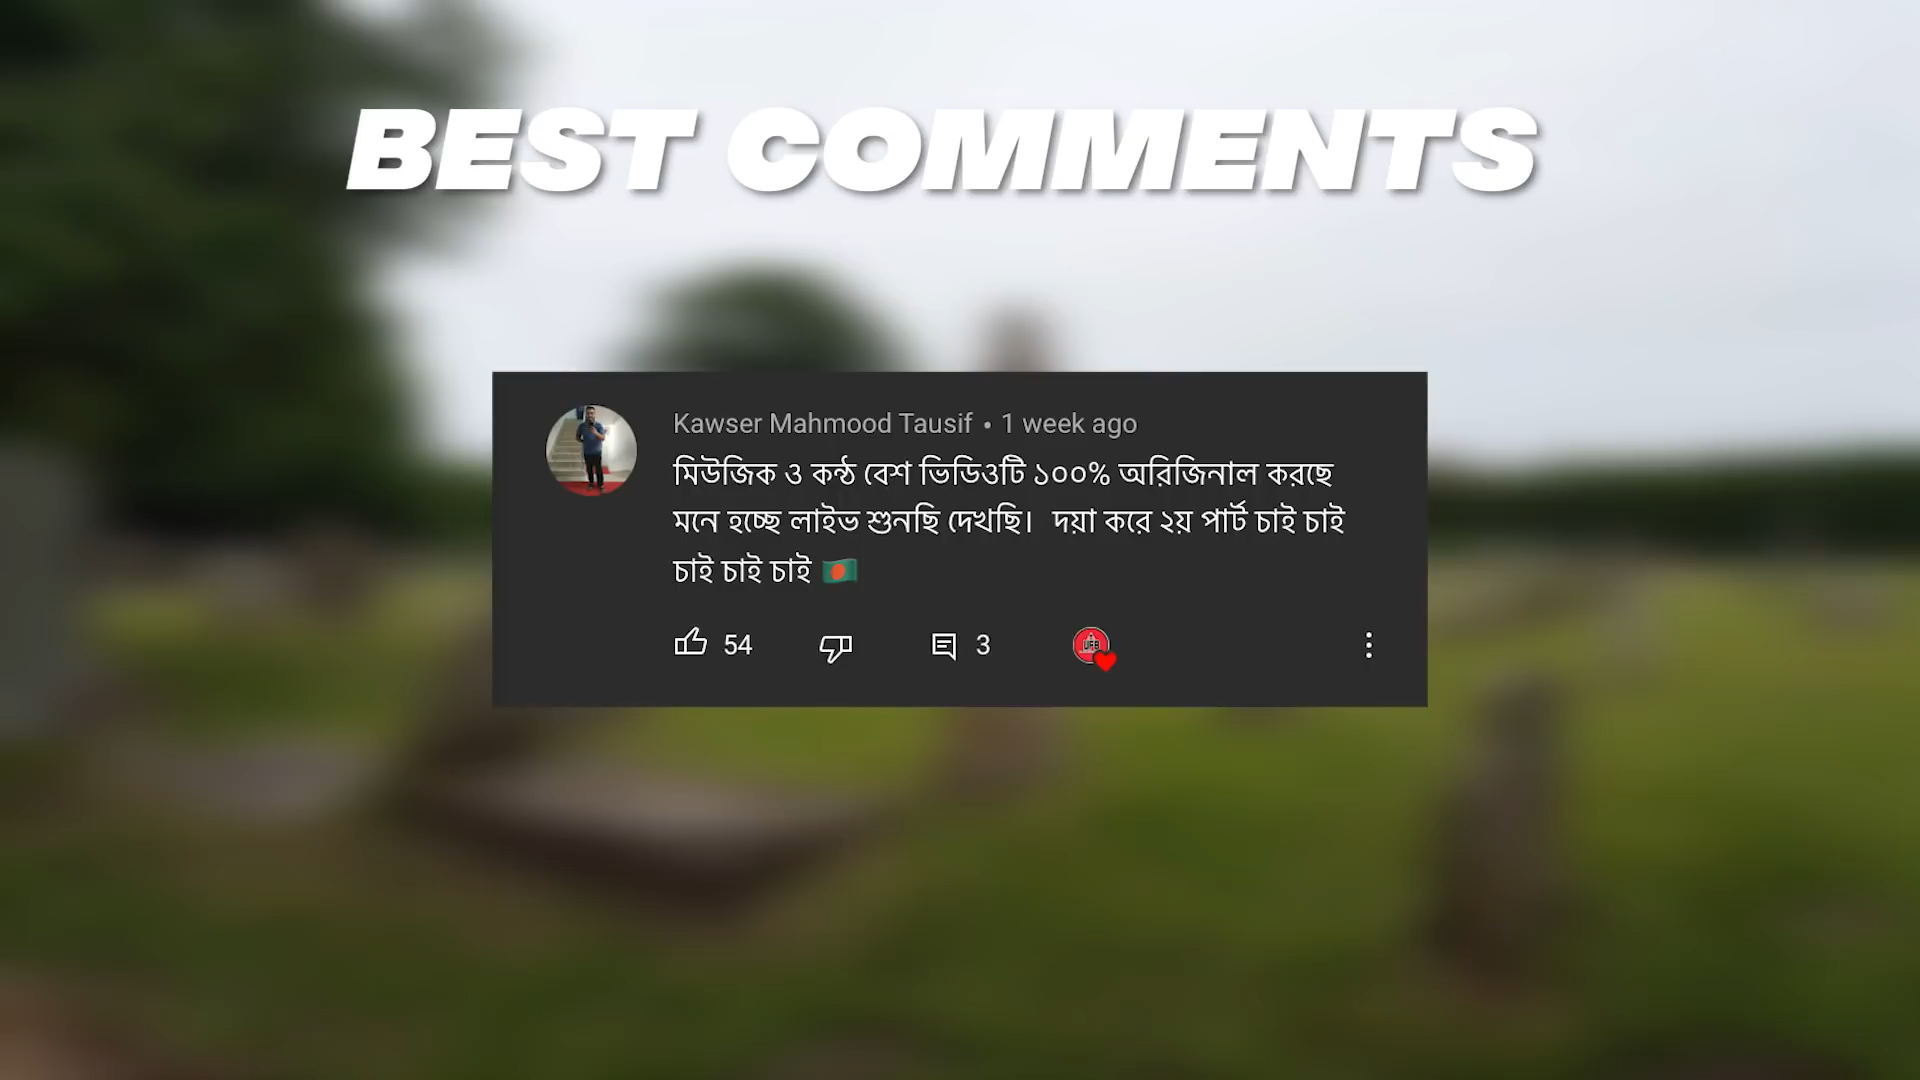 BEST COMMENTS
Kawser Mahmood Tausif • 1 week ago
মিউজিক ও কন্ঠ বেশ ভিডিওটি ১০০% অরিজিনাল করছে
মনে হচ্ছে লাইভ শুনছি দেখছি। দয়া করে ২য় পার্ট চাই চাই
চাই চাই চাই 🇧🇩
54 3